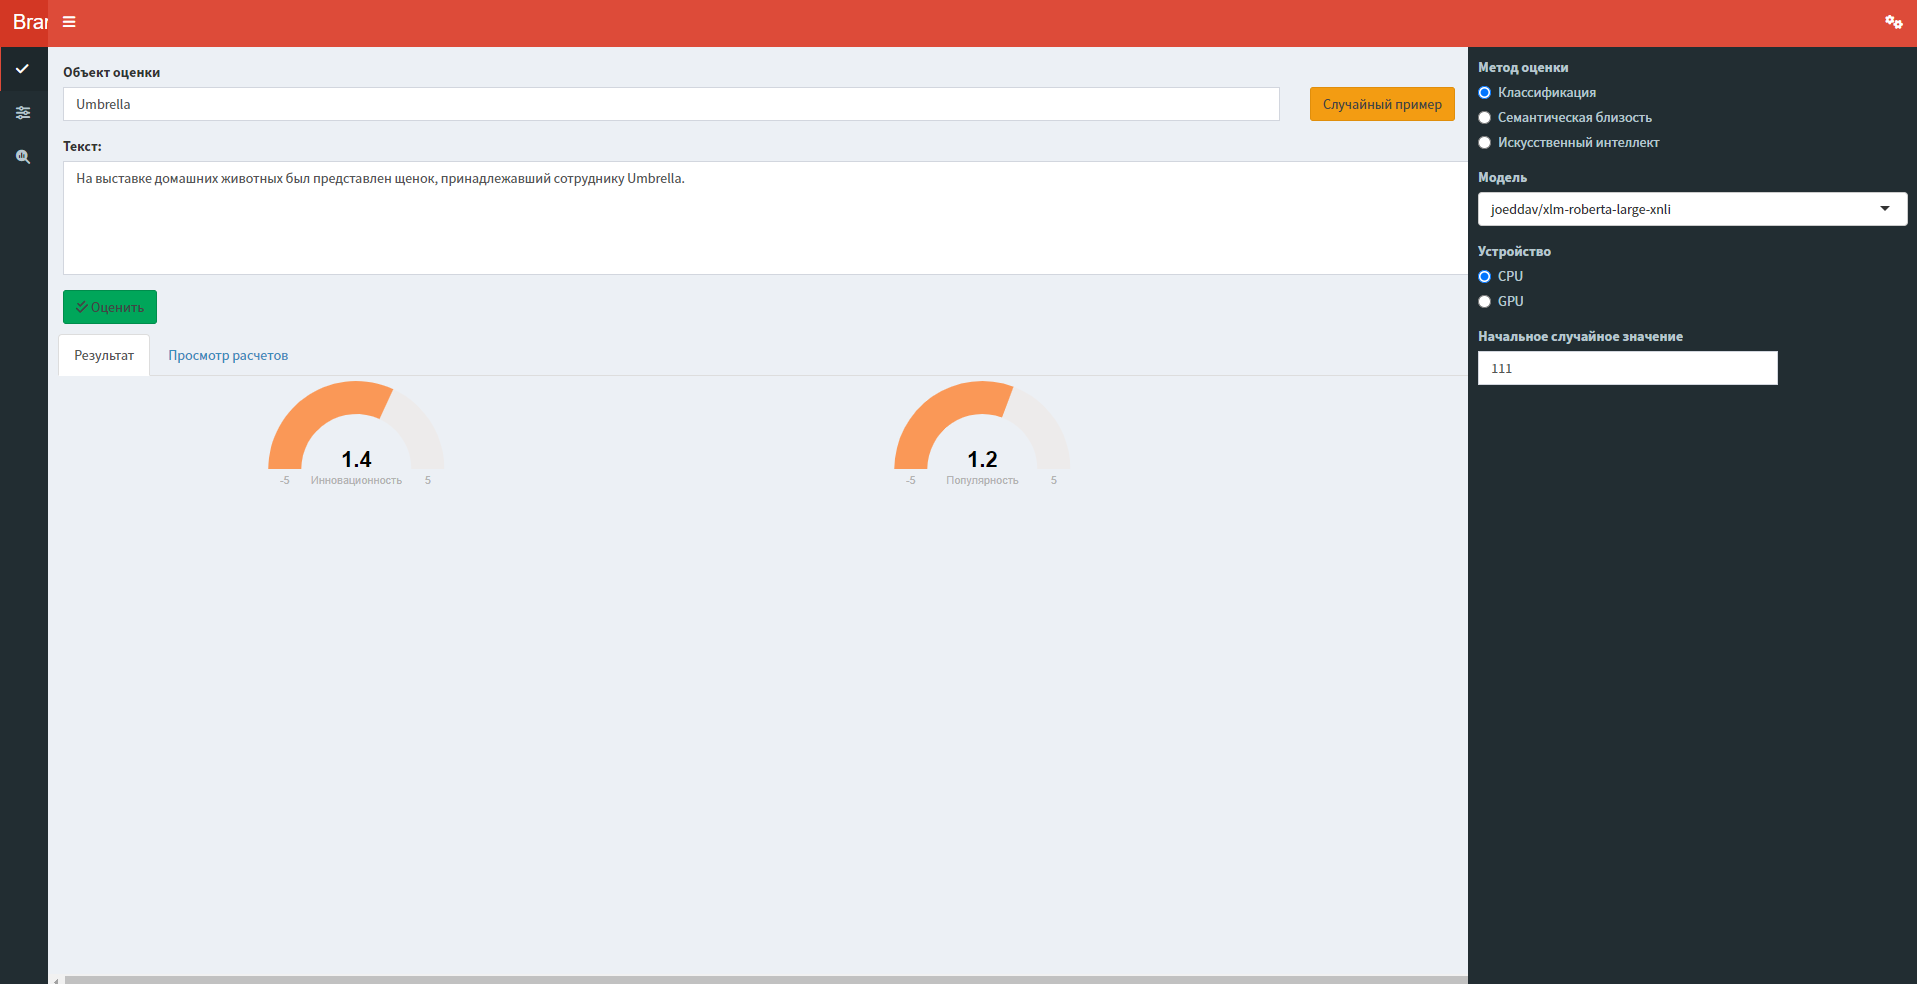 Bran
Объект оценки
Umbrella
Случайный пример
Текст:
На выставке домашних животных был представлен щенок, принадлежавший сотруднику Umbrella.
Оценить
Результат
Просмотр расчетов
1.4
-5 Инновационность 5
1.2
-5 Популярность 5
Метод оценки
Классификация
Семантическая близость
Искусственный интеллект
Модель
joeddav/xlm-roberta-large-xnli
Устройство
CPU
GPU
Начальное случайное значение
111